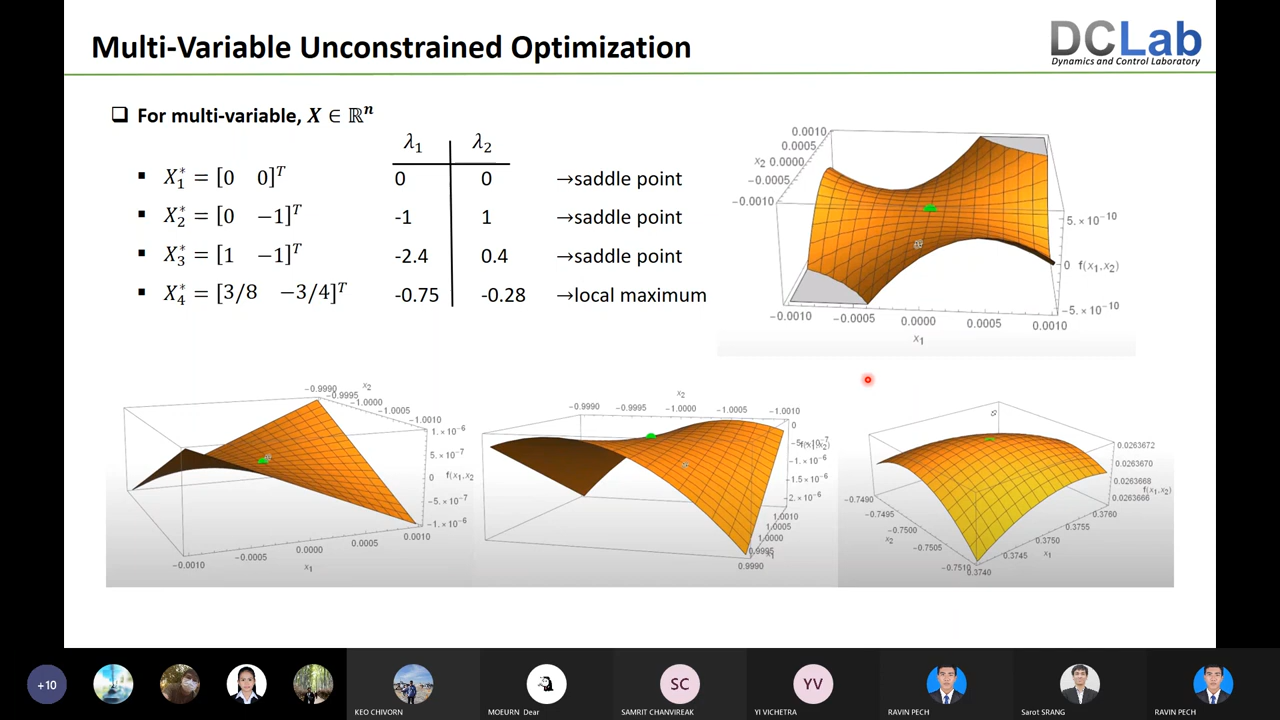 Multi-Variable Unconstrained Optimization
DCLab
Dynamics and Control Laboratory
❑ For multi-variable, X ∈ ℝⁿ
λ₁ λ₂
▪ X₁* = [0 0]ᵀ 0 0 →saddle point
▪ X₂* = [0 −1]ᵀ -1 1 →saddle point
▪ X₃* = [1 −1]ᵀ -2.4 0.4 →saddle point
▪ X₄* = [3/8 −3/4]ᵀ -0.75 -0.28 →local maximum
0.0010
0.0005
x₂ 0.0000
−0.0005
−0.0010
5.×10⁻¹⁰
0 f(x₁,x₂)
−5.×10⁻¹⁰
−0.0010 −0.0005 0.0000 0.0005 0.0010
x₁
x₂
−0.9990 −0.9995 −1.0000 −1.0005 −1.0010
1.×10⁻⁶
5.×10⁻⁷
0 f(x₁,x₂
−5.×10⁻⁷
−1.×10⁻⁶
−0.0010 −0.0005 0.0000 0.0005 0.0010
x₁
x₂
−0.9990 −0.9995 −1.0000 −1.0005 −1.0010
0
−1.×10⁻⁶
−1.5×10⁻⁶
−2.×10⁻⁶
1.0010
1.0005
1.0000
0.9995
0.9990
0.0263672
0.0263670
0.0263668
0.0263666
f(x₁,x₂)
−0.7490
−0.7495
−0.7500
−0.7505
−0.7510
x₂
0.3760
0.3755
0.3750
0.3745
0.3740
x₁
+10
KEO CHIVORN
MOEURN Dear
SC
SAMRIT CHANVIREAK
YV
YI VICHETRA
RAVIN PECH
Sarot SRANG
RAVIN PECH